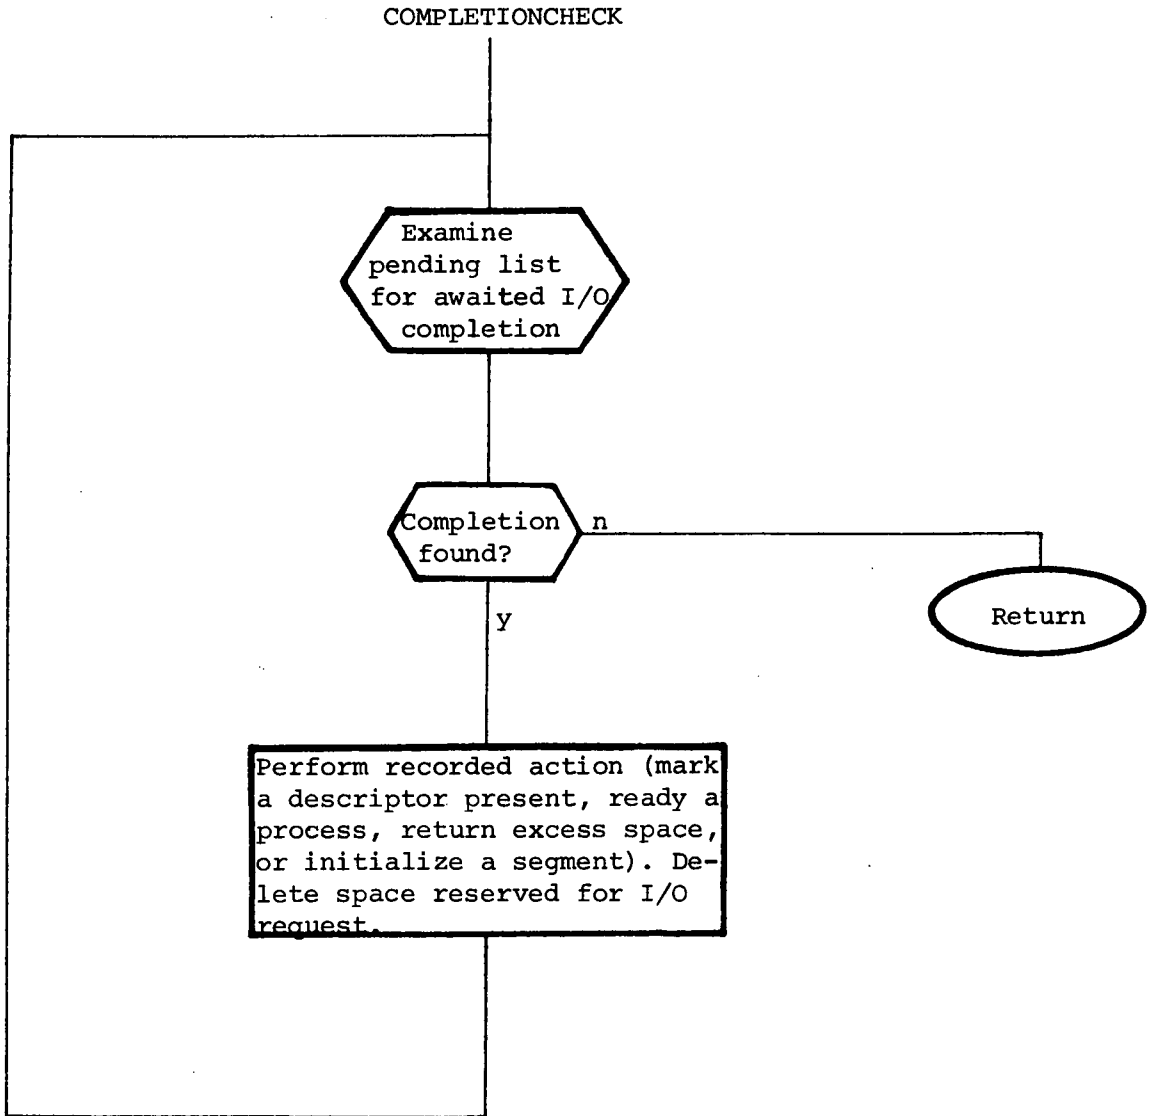 COMPLETIONCHECK
Examine
pending list
for awaited I/O
completion
Completion
found?
n
y
Return
Perform recorded action (mark
a descriptor present, ready a
process, return excess space,
or initialize a segment). De-
lete space reserved for I/O
request.